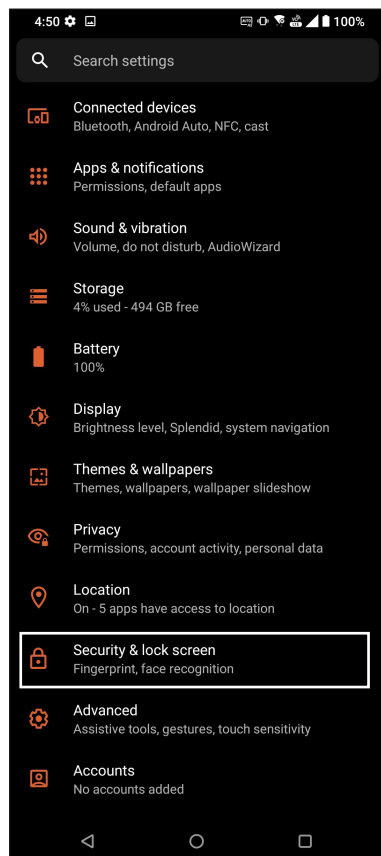 4:50 100%
Search settings
Connected devices
Bluetooth, Android Auto, NFC, cast
Apps & notifications
Permissions, default apps
Sound & vibration
Volume, do not disturb, AudioWizard
Storage
4% used - 494 GB free
Battery
100%
Display
Brightness level, Splendid, system navigation
Themes & wallpapers
Themes, wallpapers, wallpaper slideshow
Privacy
Permissions, account activity, personal data
Location
On - 5 apps have access to location
Security & lock screen
Fingerprint, face recognition
Advanced
Assistive tools, gestures, touch sensitivity
Accounts
No accounts added